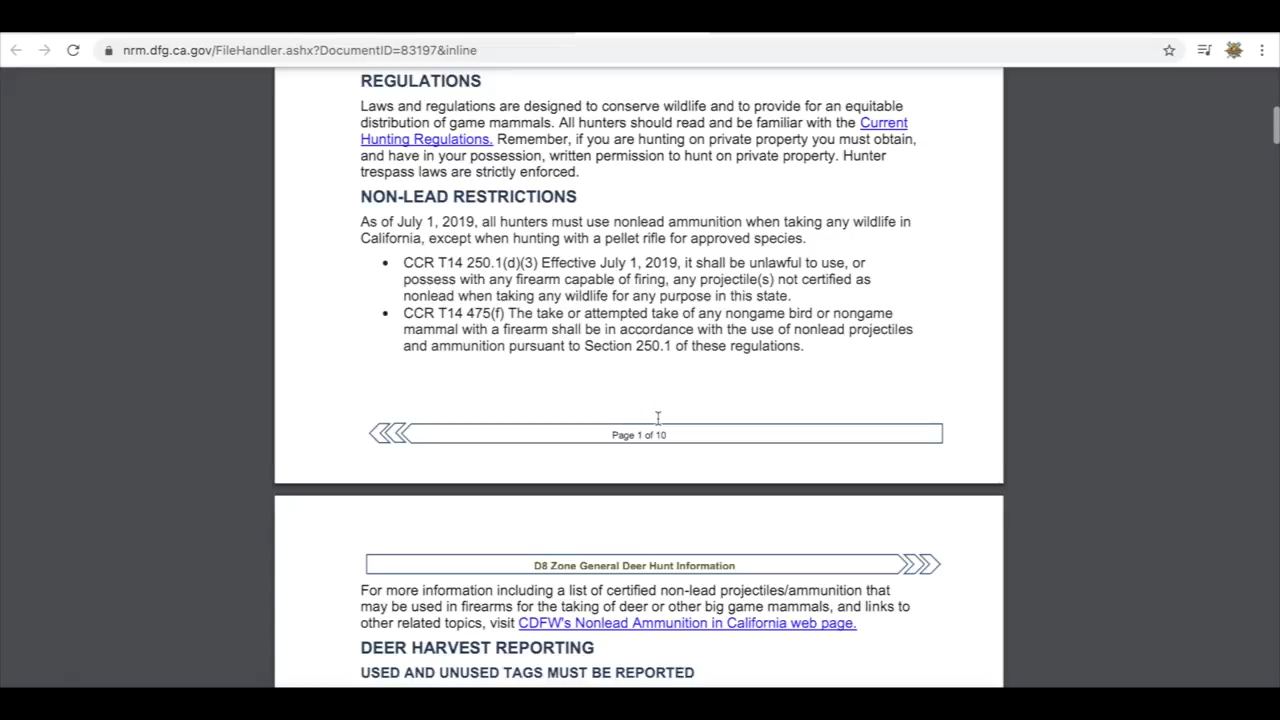 nrm.dfg.ca.gov/FileHandler.ashx?DocumentID=83197&inline
REGULATIONS
Laws and regulations are designed to conserve wildlife and to provide for an equitable
distribution of game mammals. All hunters should read and be familiar with the Current
Hunting Regulations. Remember, if you are hunting on private property you must obtain,
and have in your possession, written permission to hunt on private property. Hunter
trespass laws are strictly enforced.
NON-LEAD RESTRICTIONS
As of July 1, 2019, all hunters must use nonlead ammunition when taking any wildlife in
California, except when hunting with a pellet rifle for approved species.
• CCR T14 250.1(d)(3) Effective July 1, 2019, it shall be unlawful to use, or
possess with any firearm capable of firing, any projectile(s) not certified as
nonlead when taking any wildlife for any purpose in this state.
• CCR T14 475(f) The take or attempted take of any nongame bird or nongame
mammal with a firearm shall be in accordance with the use of nonlead projectiles
and ammunition pursuant to Section 250.1 of these regulations.
Page 1 of 10
D8 Zone General Deer Hunt Information
For more information including a list of certified non-lead projectiles/ammunition that
may be used in firearms for the taking of deer or other big game mammals, and links to
other related topics, visit CDFW's Nonlead Ammunition in California web page.
DEER HARVEST REPORTING
USED AND UNUSED TAGS MUST BE REPORTED